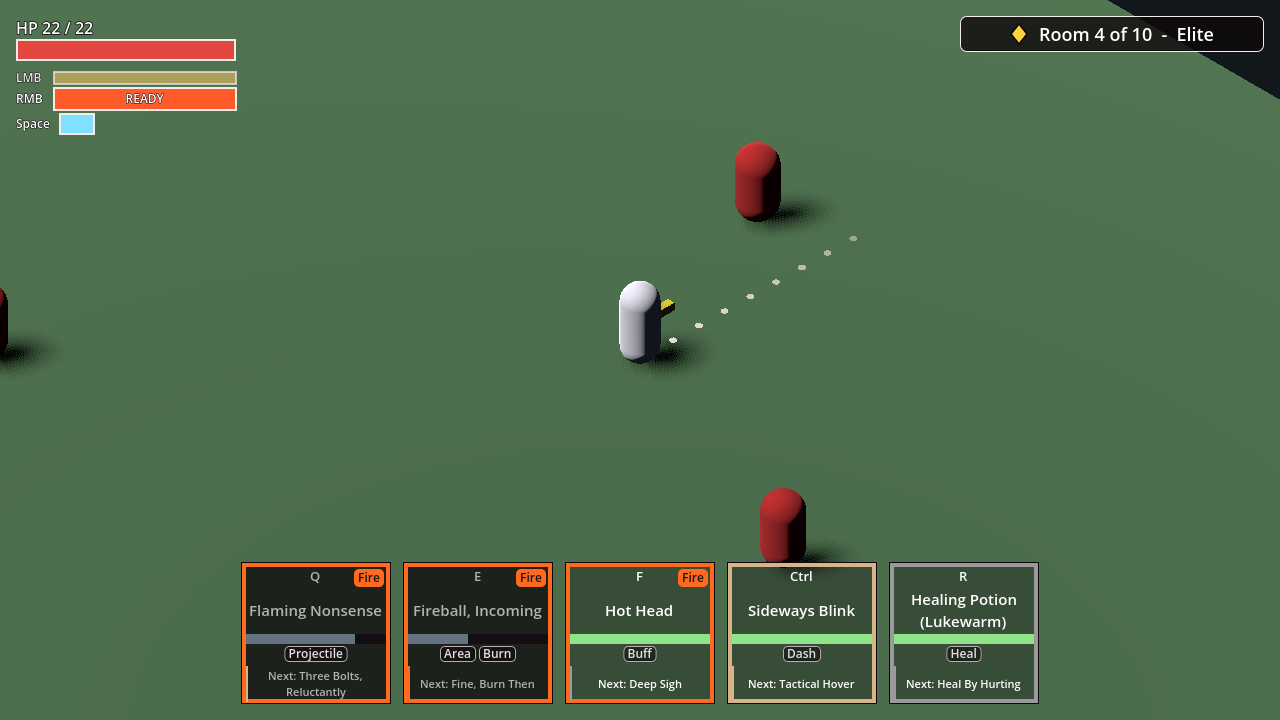 HP 22 / 22
LMB
RMB READY
Space
Room 4 of 10 - Elite
Q Fire
Flaming Nonsense
Projectile
Next: Three Bolts,
Reluctantly
E Fire
Fireball, Incoming
Area Burn
Next: Fine, Burn Then
F Fire
Hot Head
Buff
Next: Deep Sigh
Ctrl
Sideways Blink
Dash
Next: Tactical Hover
R
Healing Potion
(Lukewarm)
Heal
Next: Heal By Hurting